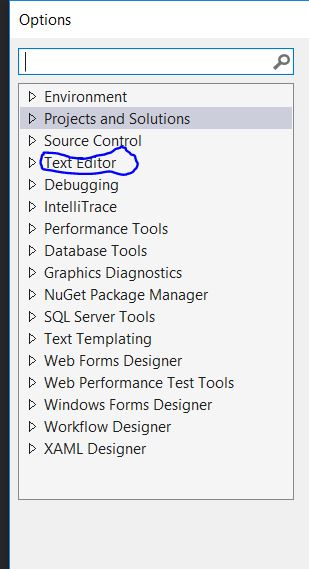 Options
Environment
Projects and Solutions
Source Control
Text Editor
Debugging
IntelliTrace
Performance Tools
Database Tools
Graphics Diagnostics
NuGet Package Manager
SQL Server Tools
Text Templating
Web Forms Designer
Web Performance Test Tools
Windows Forms Designer
Workflow Designer
XAML Designer